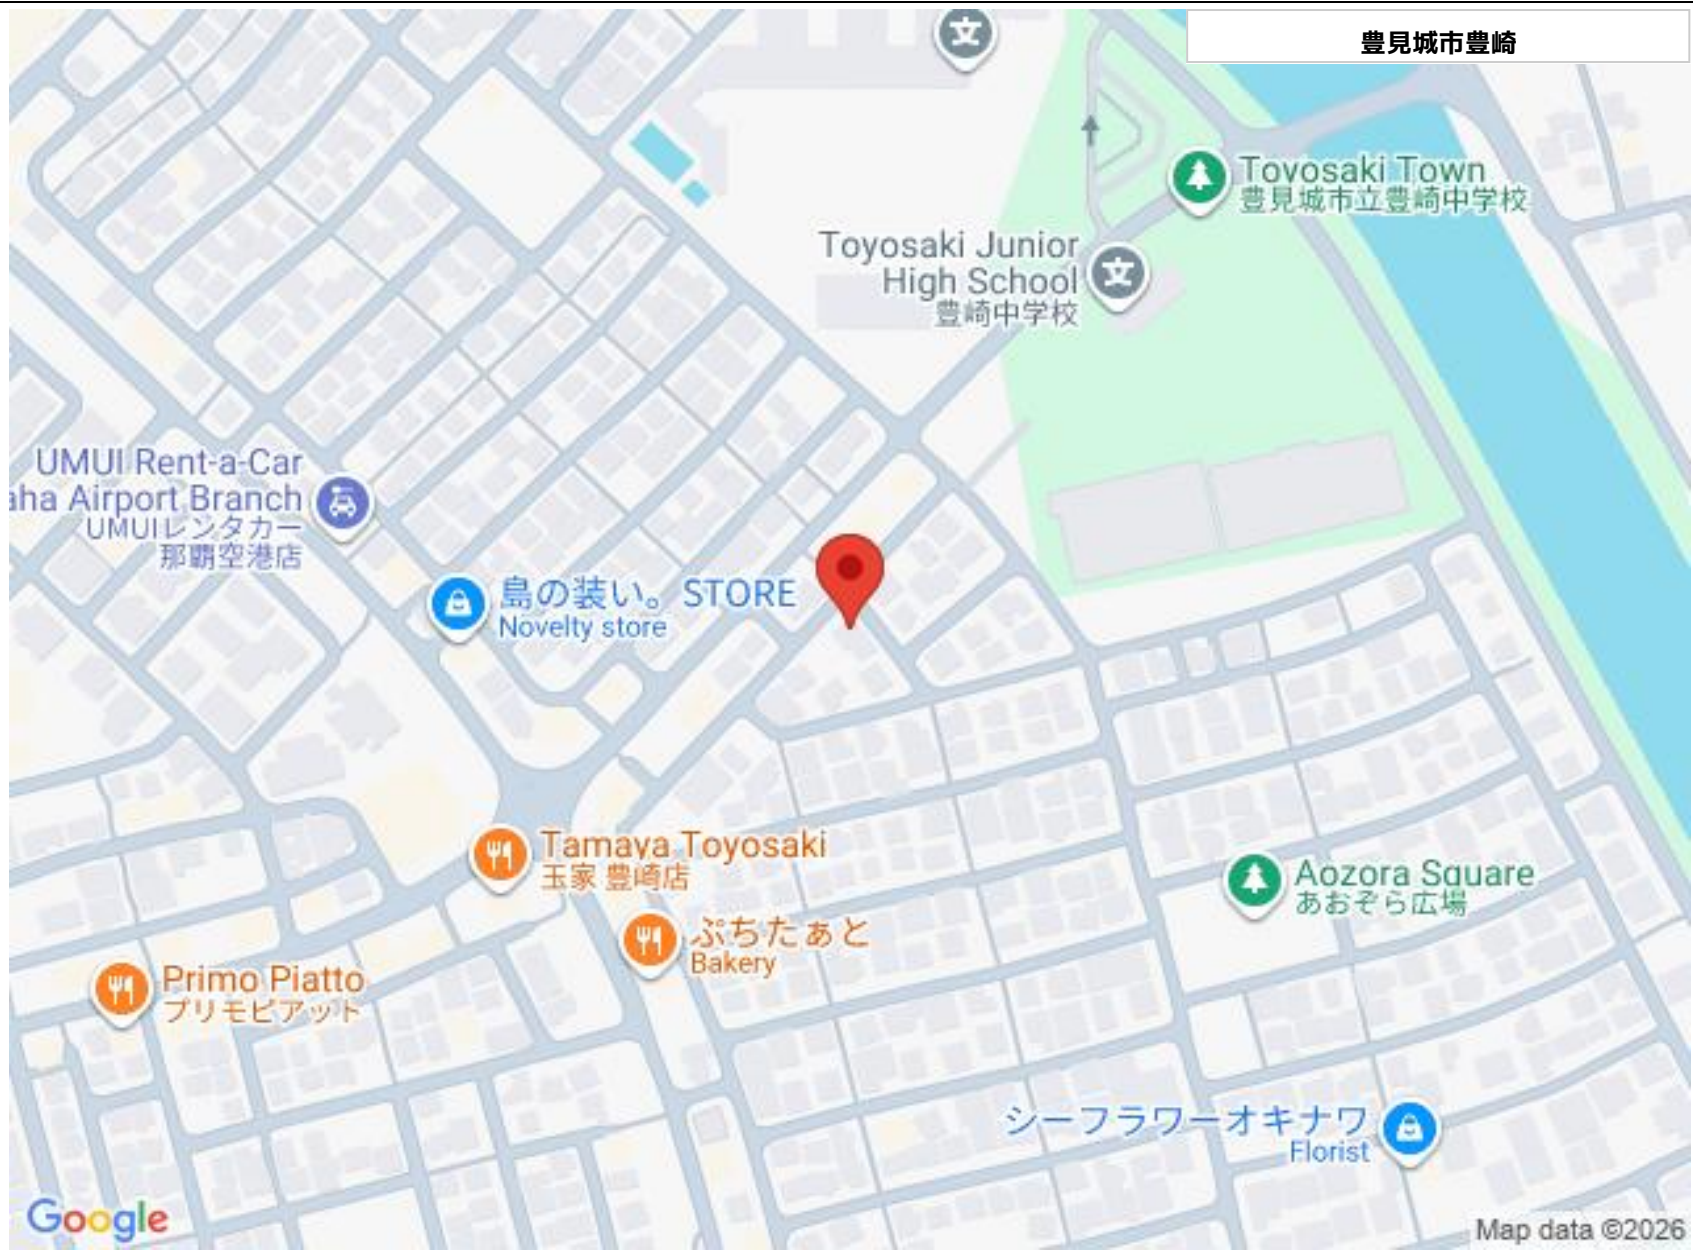 豊見城市豊崎
文
Toyosaki Town
豊見城市立豊崎中学校
Toyosaki Junior
High School
豊崎中学校
文
UMUI Rent-a-Car
aha Airport Branch
UMUIレンタカー
那覇空港店
島の装い。STORE
Novelty store
Tamaya Toyosaki
玉家 豊崎店
Aozora Square
あおぞら広場
ぷちたぁと
Bakery
Primo Piatto
プリモピアット
シーフラワーオキナワ
Florist
Google
Map data ©2026